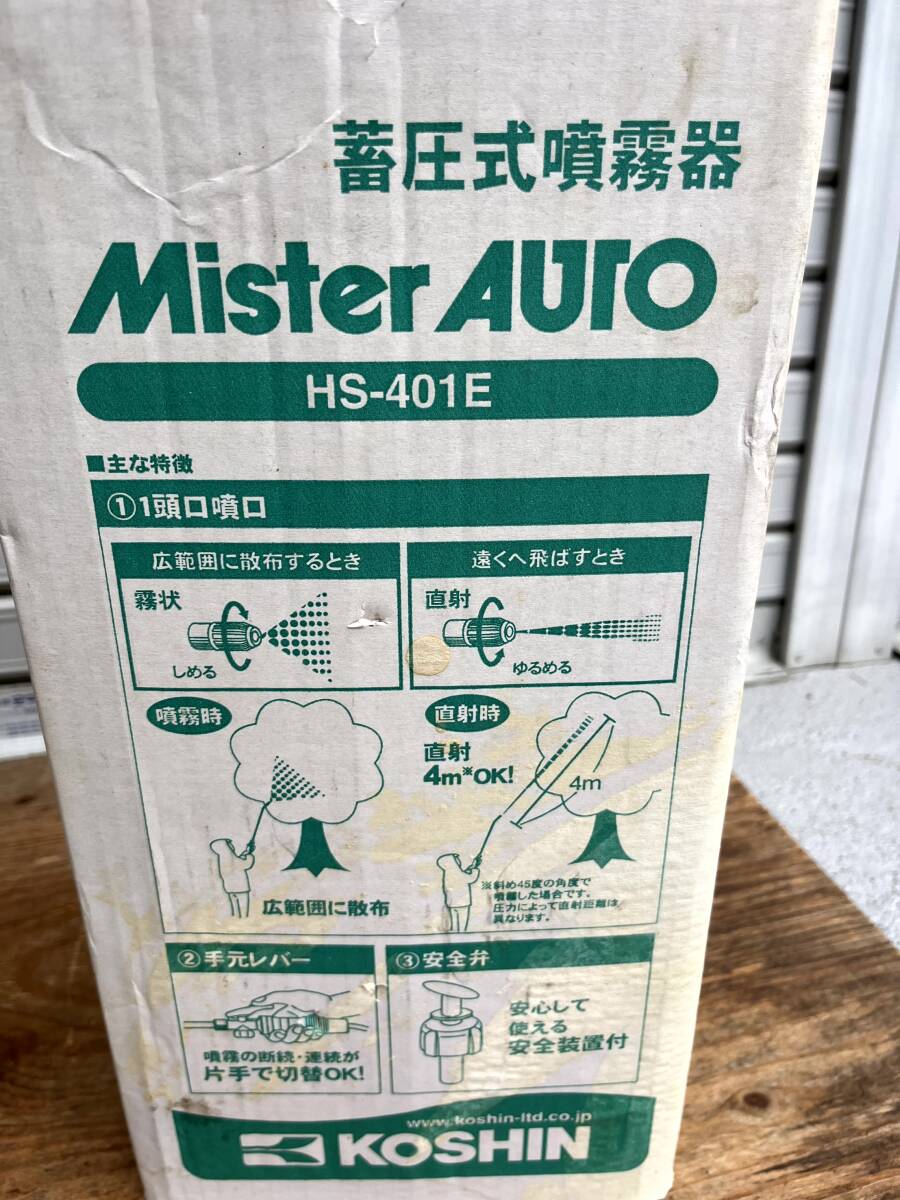 蓄圧式噴霧器
Mister AUTO
HS-401E
■主な特徴
①1頭口噴口
広範囲に散布するとき
霧状
しめる
遠くへ飛ばすとき
直射
ゆるめる
噴霧時
広範囲に散布
直射時
直射
4m※OK!
4m
※斜め45度の角度で
噴霧した場合です。
圧力によって直射距離は
異なります。
②手元レバー
噴霧の断続・連続が
片手で切替OK!
③安全弁
安心して
使える
安全装置付
www.koshin-ltd.co.jp
KOSHIN